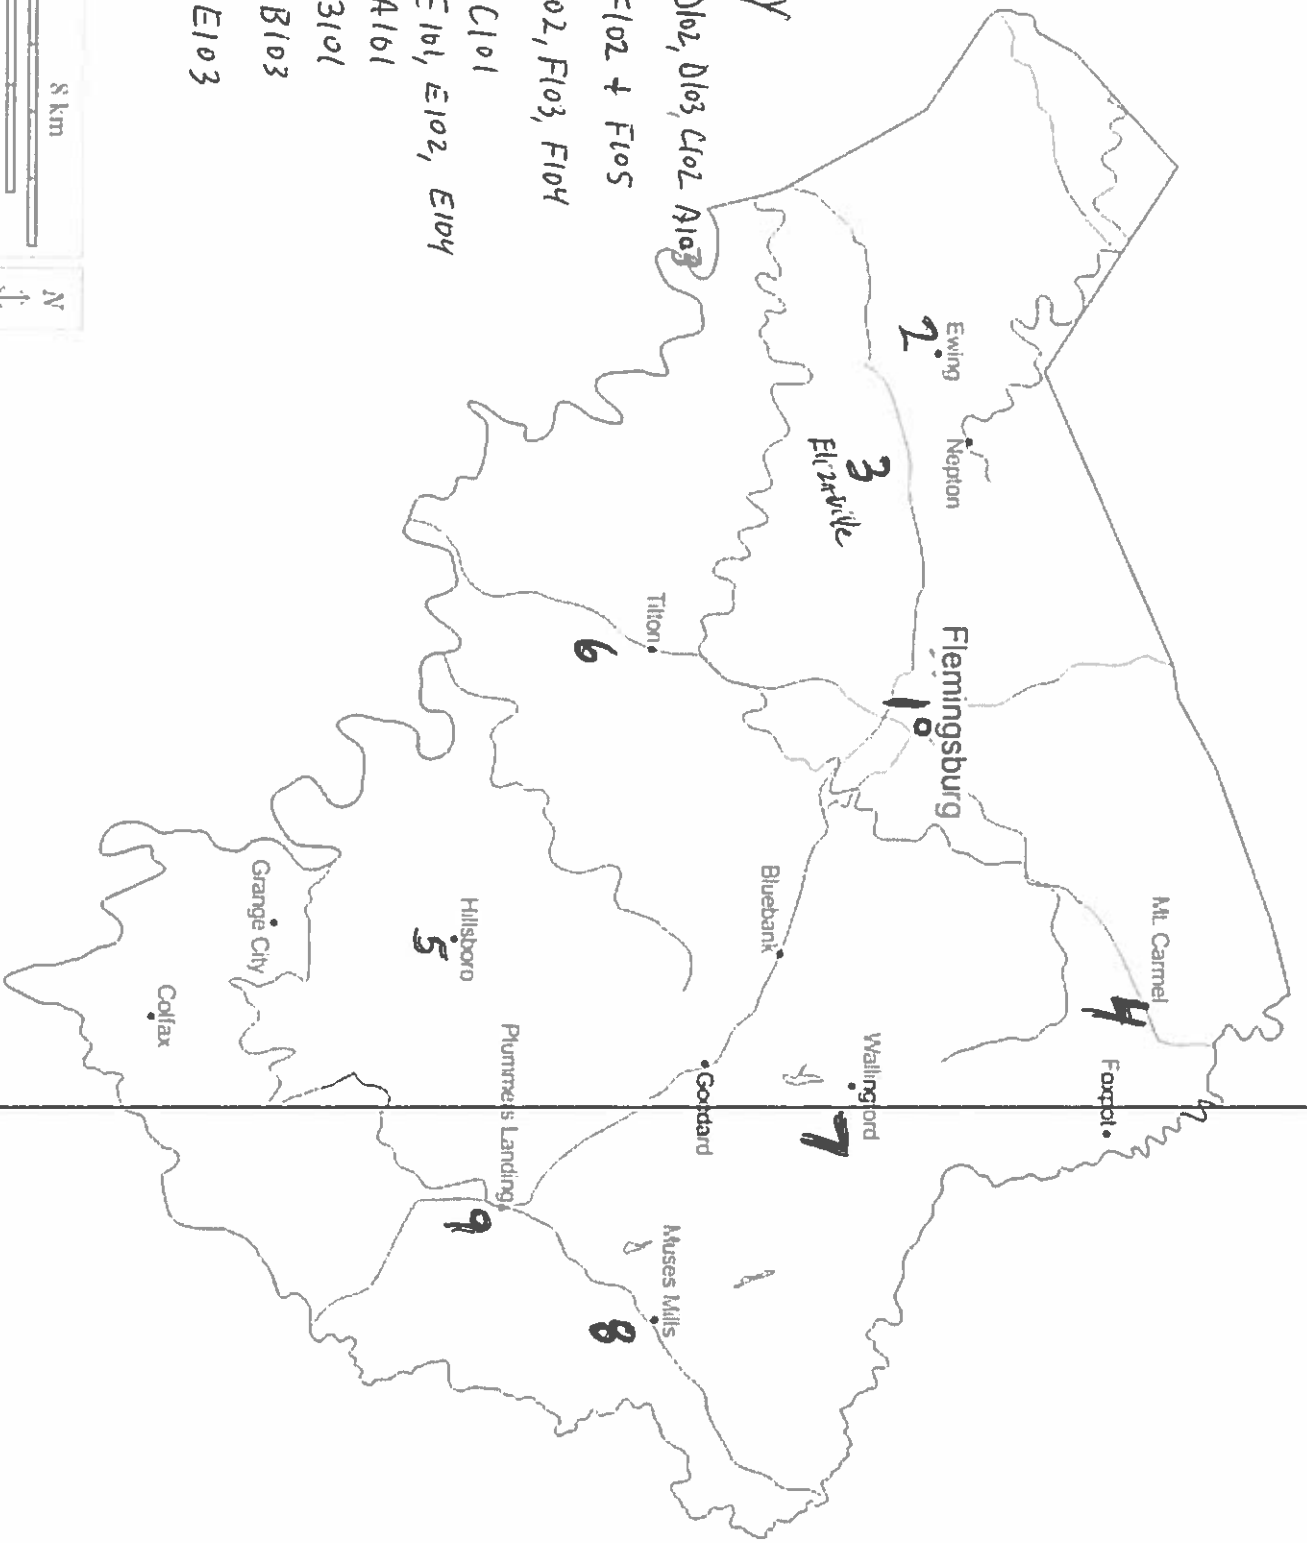 Y
D102, D103, C102 A103
F102 + F105
02, F103, F104
C101
E101, E102, E104
A101
B101
B103
E103
8 km
N
Ewing
2
Nepton
3
Elizaville
Flemingsburg
1
Tilton
6
Mt. Carmel
4
Foxport
Bluebank
Wallingford
7
Goddard
Hillsboro
5
Grange City
Colfax
Plummers Landing
9
Muses Mills
8